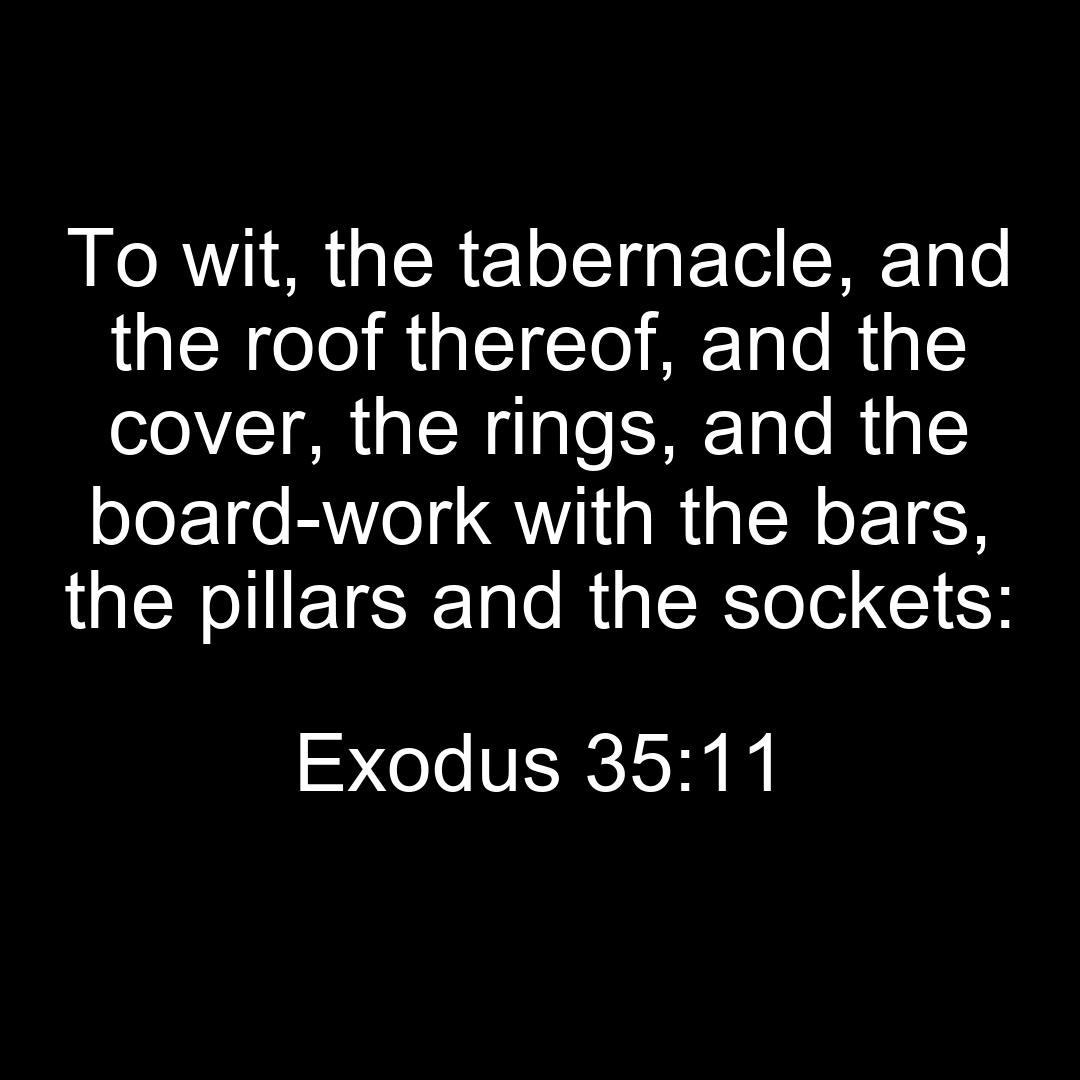 To wit, the tabernacle, and
the roof thereof, and the
cover, the rings, and the
board-work with the bars,
the pillars and the sockets:
Exodus 35:11